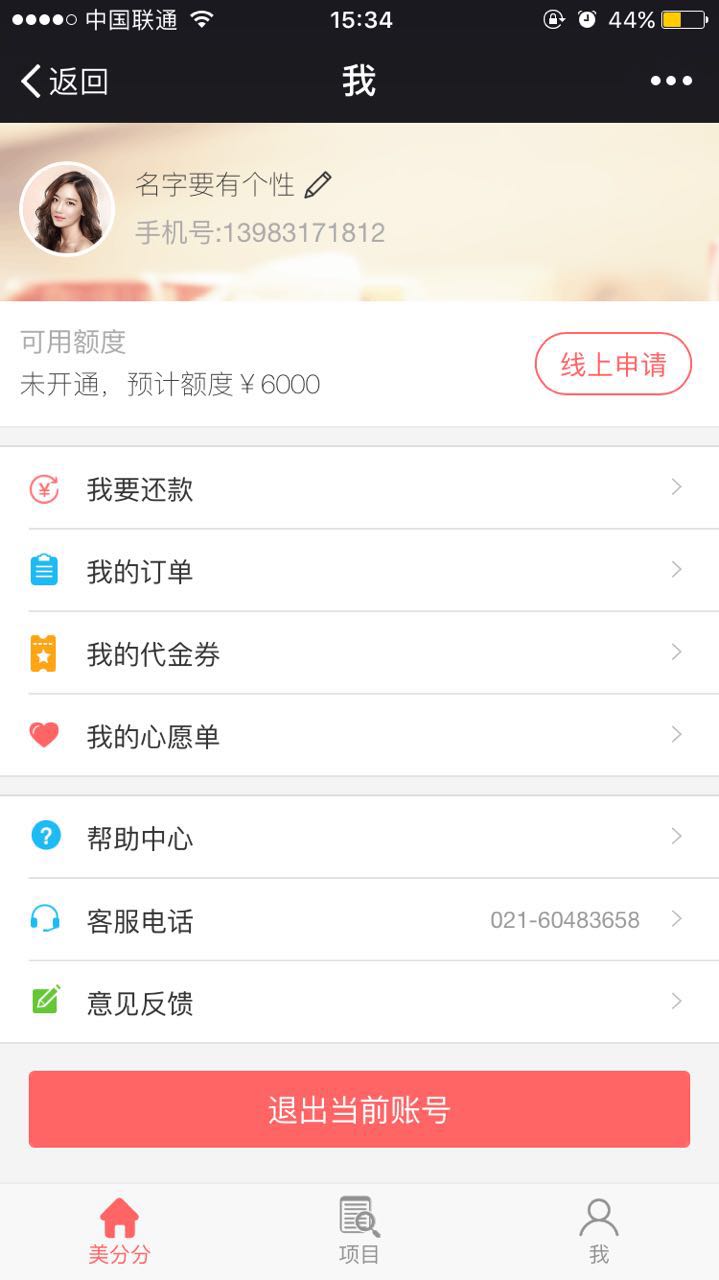 中国联通 15:34 44%
返回 我
名字要有个性
手机号:13983171812
可用额度
未开通，预计额度￥6000
线上申请
我要还款
我的订单
我的代金券
我的心愿单
帮助中心
客服电话 021-60483658
意见反馈
退出当前账号
美分分 项目 我